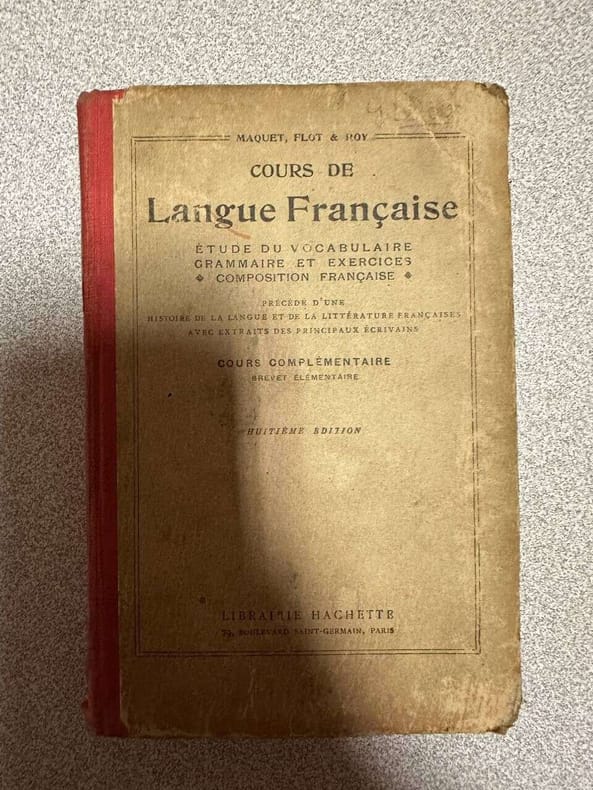 MAQUET, FLOT & ROY
COURS DE
Langue Française
ÉTUDE DU VOCABULAIRE
GRAMMAIRE ET EXERCICES
COMPOSITION FRANÇAISE
PRÉCÉDÉ D'UNE
HISTOIRE DE LA LANGUE ET DE LA LITTÉRATURE FRANÇAISES
AVEC EXTRAITS DES PRINCIPAUX ÉCRIVAINS
COURS COMPLÉMENTAIRE
BREVET ÉLÉMENTAIRE
HUITIÈME ÉDITION
LIBRAIRIE HACHETTE
79, BOULEVARD SAINT-GERMAIN, PARIS